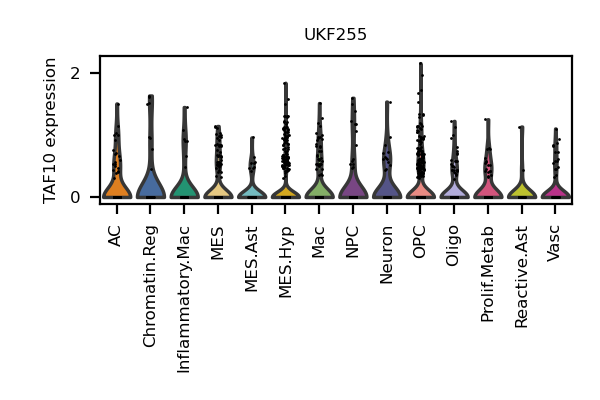 UKF255
TAF10 expression
2
0
AC
Chromatin.Reg
Inflammatory.Mac
MES
MES.Ast
MES.Hyp
Mac
NPC
Neuron
OPC
Oligo
Prolif.Metab
Reactive.Ast
Vasc